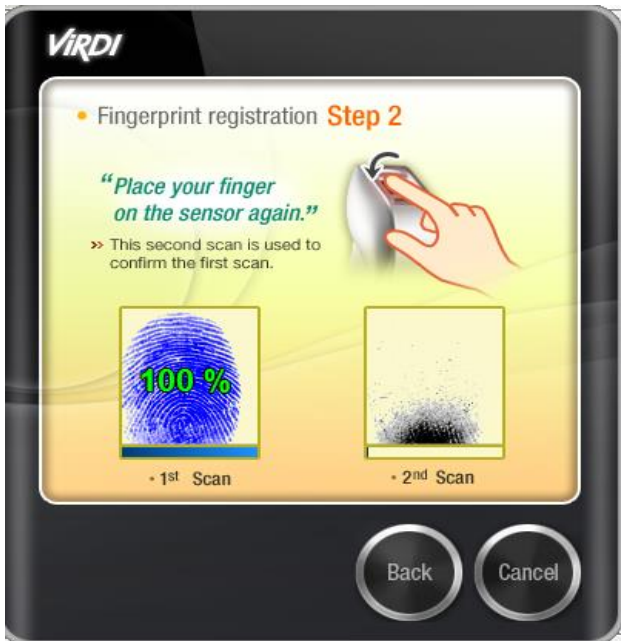 ViRDI
• Fingerprint registration Step 2
“Place your finger
on the sensor again.”
» This second scan is used to
confirm the first scan.
100 %
• 1st Scan
• 2nd Scan
Back
Cancel